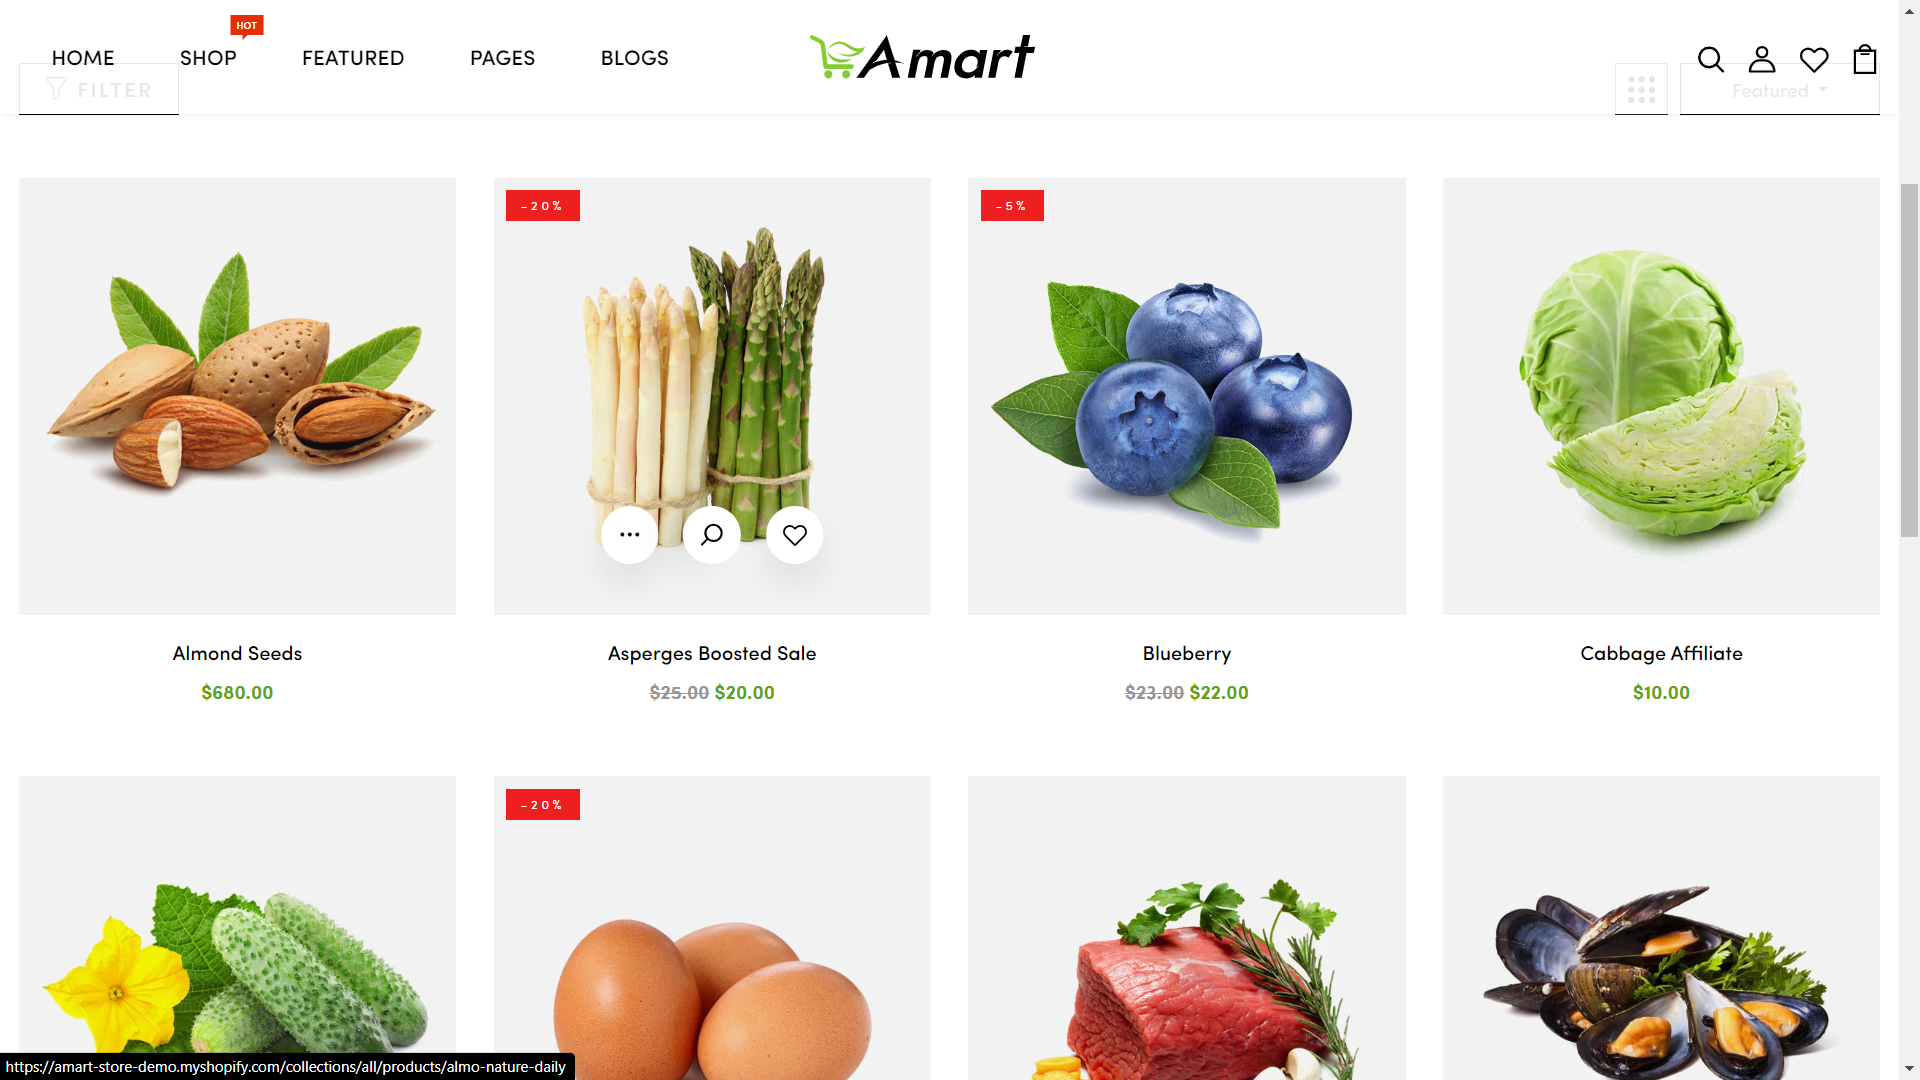 HOT
HOME SHOP FEATURED PAGES BLOGS
Amart
FILTER
Featured
-20%
-5%
Almond Seeds
$680.00
Asperges Boosted Sale
$25.00 $20.00
Blueberry
$23.00 $22.00
Cabbage Affiliate
$10.00
-20%
https://amart-store-demo.myshopify.com/collections/all/products/almo-nature-daily